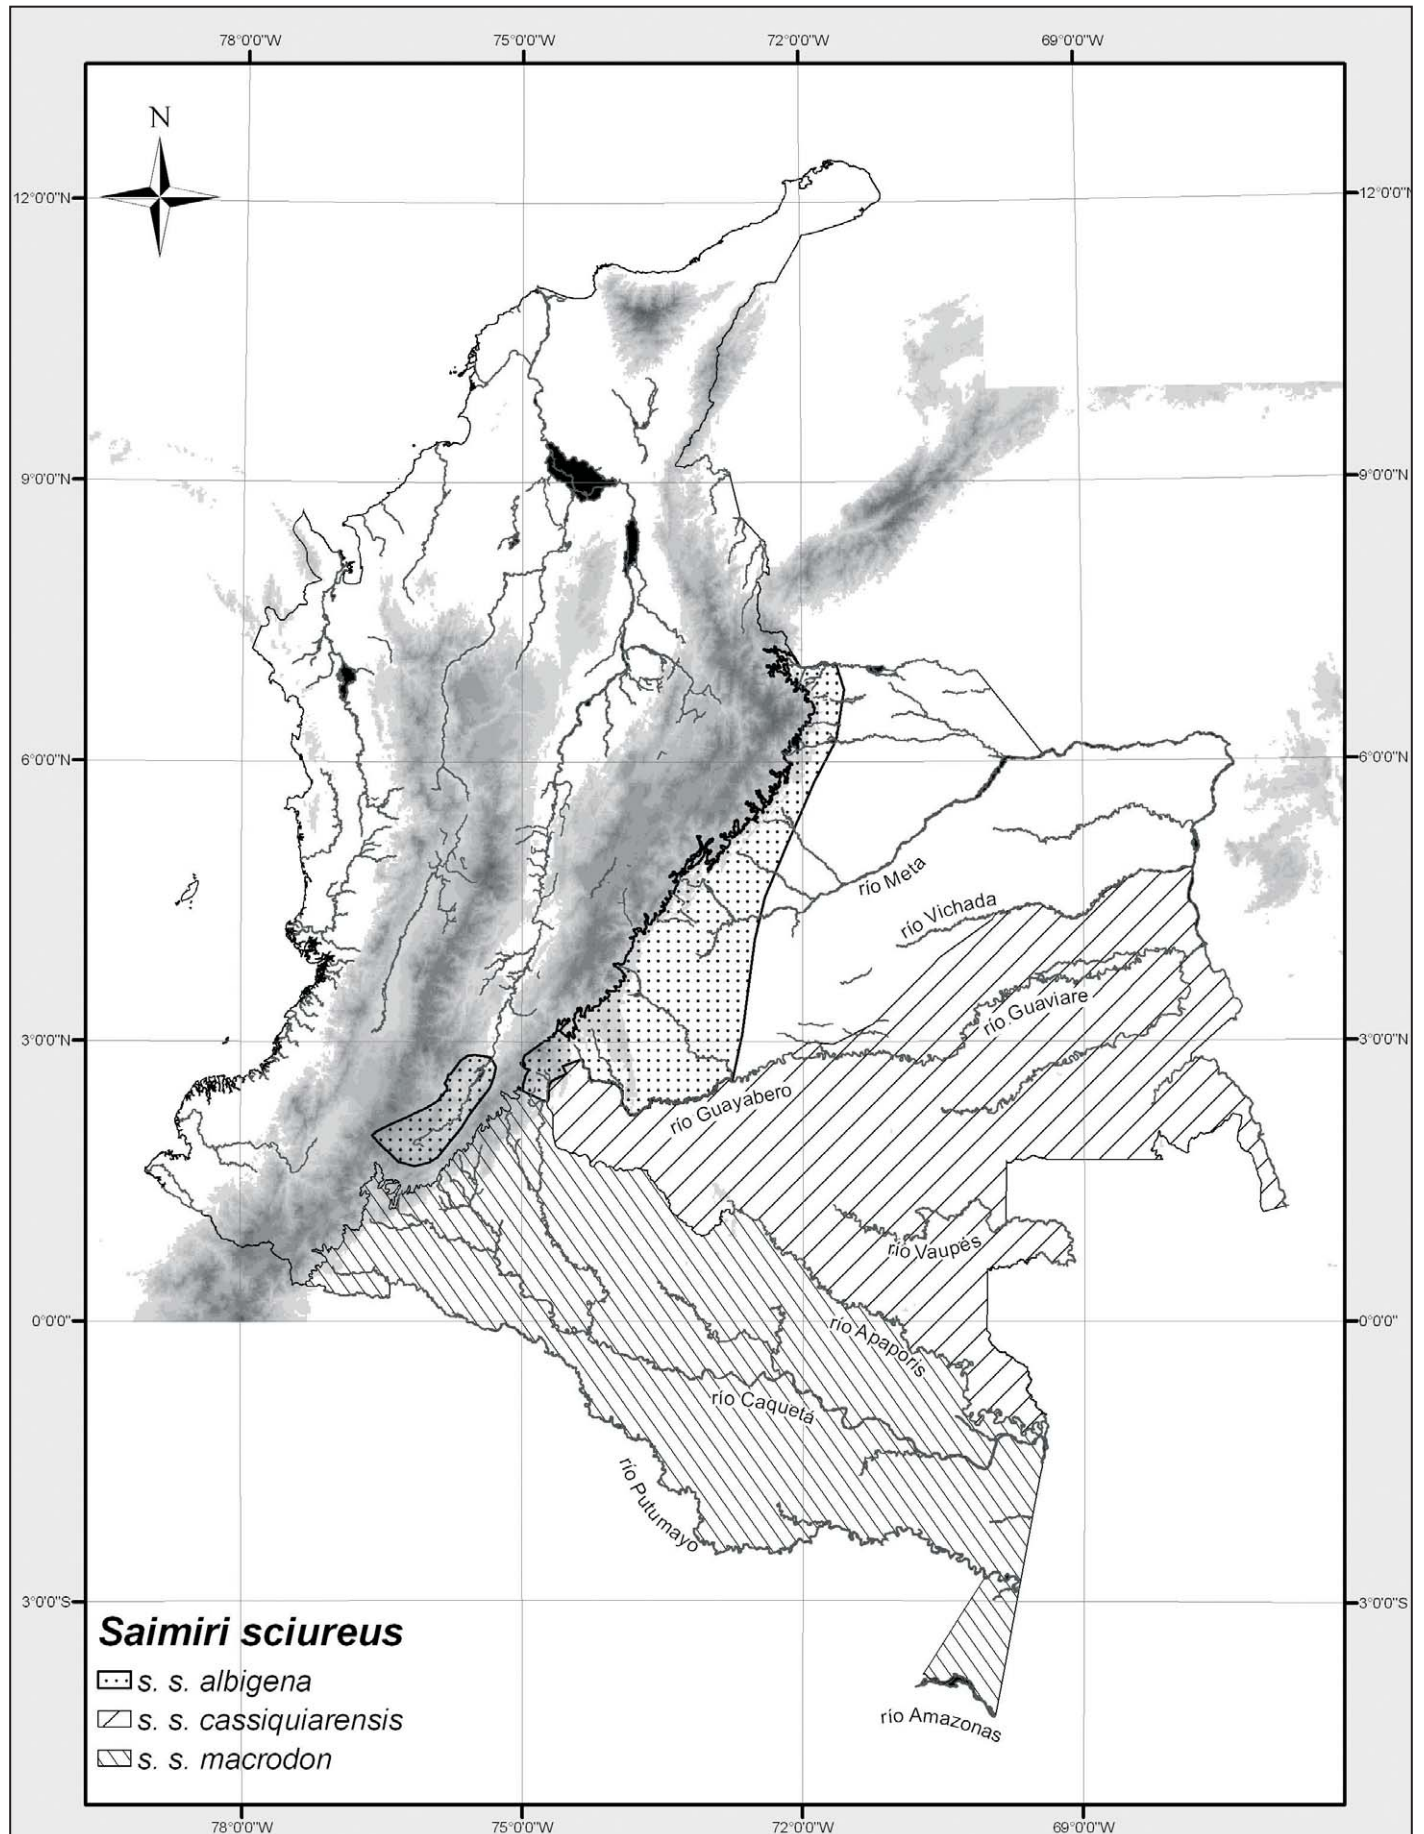 78°0'0"W 75°0'0"W 72°0'0"W 69°0'0"W
N
12°0'0"N 12°0'0"N
9°0'0"N 9°0'0"N
6°0'0"N 6°0'0"N
río Meta
río Vichada
río Guaviare
3°0'0"N 3°0'0"N
río Guayabero
río Vaupés
0°0'0" 0°0'0"
río Apaporis
río Caquetá
río Putumayo
3°0'0"S 3°0'0"S
Saimiri sciureus
s. s. albigena
s. s. cassiquiarensis
s. s. macrodon
río Amazonas
78°0'0"W 75°0'0"W 72°0'0"W 69°0'0"W